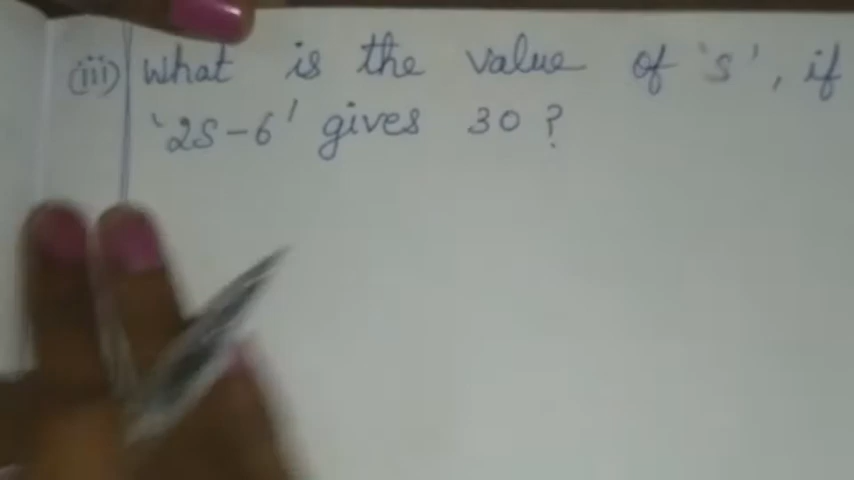 (iii) What is the value of 's', if
'2s-6' gives 30?